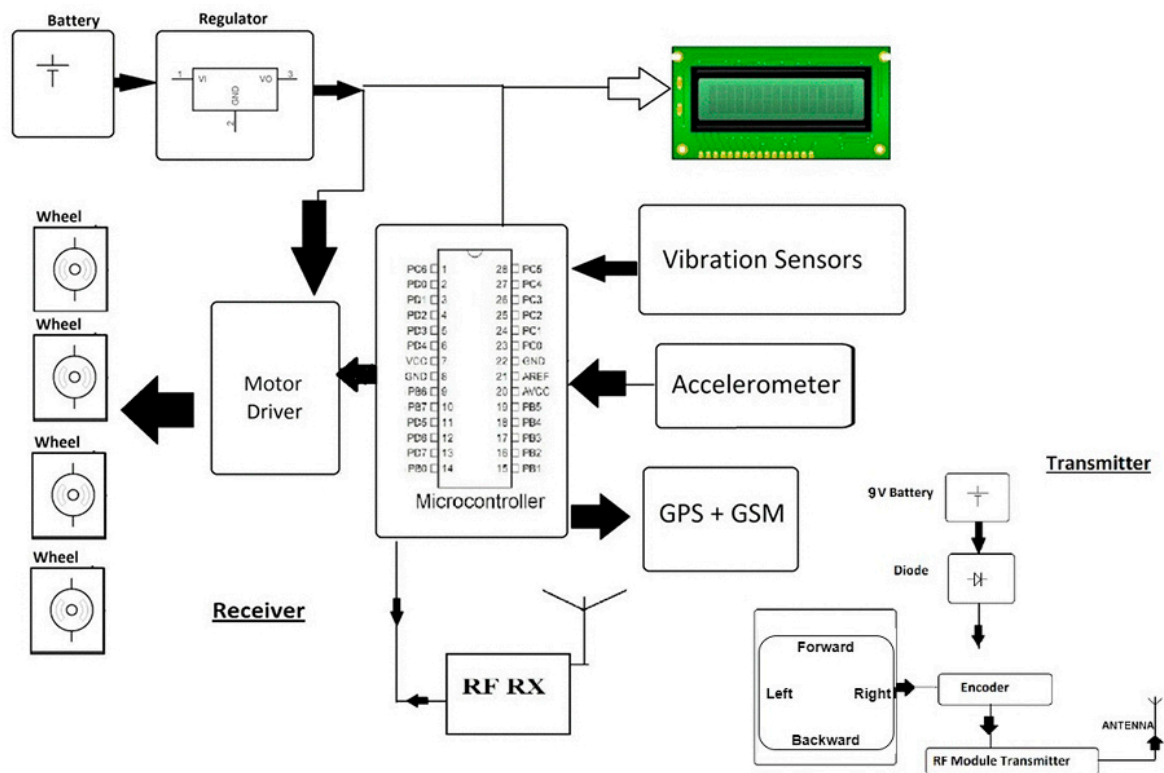 Battery
Regulator
1
VI
VO
3
GND
2
Wheel
Wheel
Wheel
Wheel
Motor
Driver
PC6 1 28 PC5
PD0 2 27 PC4
PD1 3 26 PC3
PD2 4 25 PC2
PD3 5 24 PC1
PD4 6 23 PC0
VCC 7 22 GND
GND 8 21 AREF
PB6 9 20 AVCC
PB7 10 19 PB5
PD5 11 18 PB4
PD6 12 17 PB3
PD7 13 16 PB2
PB0 14 15 PB1
Microcontroller
Vibration Sensors
Accelerometer
GPS + GSM
Receiver
RF RX
Transmitter
9V Battery
Diode
Forward
Left
Right
Backward
Encoder
ANTENNA
RF Module Transmitter